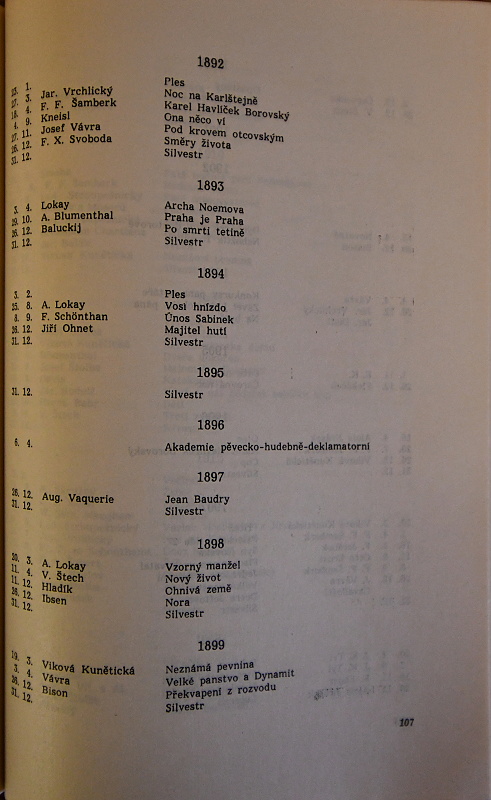 1892
23. 1. Ples
27. 3. Jar. Vrchlický Noc na Karlštejně
18. 4. F. F. Šamberk Karel Havlíček Borovský
4. 9. Kneisl Ona něco ví
27. 11. Josef Vávra Pod krovem otcovským
26. 12. F. X. Svoboda Směry života
31. 12. Silvestr
1893
3. 4. Lokay Archa Noemova
29. 10. A. Blumenthal Praha je Praha
26. 12. Baluckij Po smrti tetině
31. 12. Silvestr
1894
3. 2. Ples
25. 8. A. Lokay Vosí hnízdo
8. 9. F. Schönthan Únos Sabinek
26. 12. Jiří Ohnet Majitel hutí
31. 12. Silvestr
1895
31. 12. Silvestr
1896
6. 4. Akademie pěvecko-hudebně-deklamatorní
1897
26. 12. Aug. Vaquerie Jean Baudry
31. 12. Silvestr
1898
20. 3. A. Lokay Vzorný manžel
11. 4. V. Štech Nový život
11. 12. Hladík Ohnivá země
26. 12. Ibsen Nora
31. 12. Silvestr
1899
19. 3. Viková Kunětická Neznámá pevnina
3. 4. Vávra Velké panstvo a Dynamit
26. 12. Bison Překvapení z rozvodu
31. 12. Silvestr
107